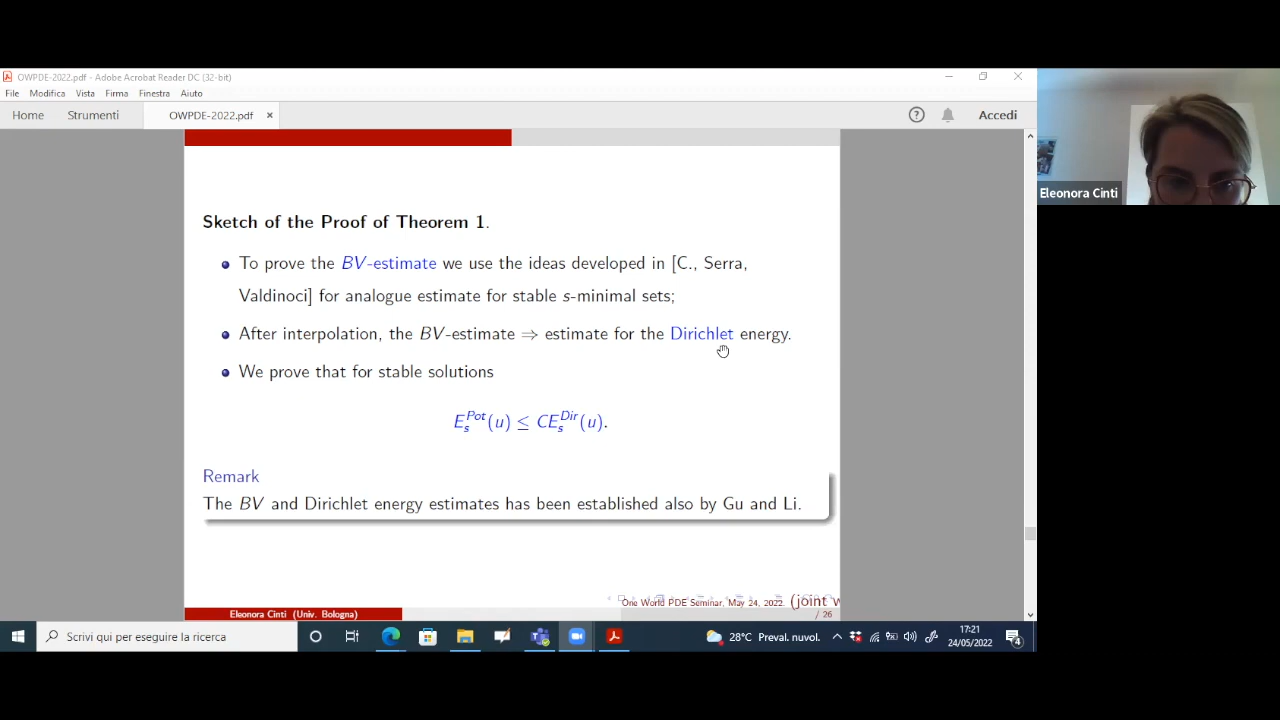 OWPDE-2022.pdf - Adobe Acrobat Reader DC (32-bit)
File Modifica Vista Firma Finestra Aiuto
Home Strumenti OWPDE-2022.pdf × Accedi
Sketch of the Proof of Theorem 1.
To prove the BV-estimate we use the ideas developed in [C., Serra,
Valdinoci] for analogue estimate for stable s-minimal sets;
After interpolation, the BV-estimate ⇒ estimate for the Dirichlet energy.
We prove that for stable solutions
E_s^{Pot}(u) ≤ CE_s^{Dir}(u).
Remark
The BV and Dirichlet energy estimates has been established also by Gu and Li.
One World PDE Seminar, May 24, 2022. (joint w
Eleonora Cinti (Univ. Bologna) / 26
Eleonora Cinti
Scrivi qui per eseguire la ricerca
28°C Preval. nuvol.
17:21
24/05/2022
4